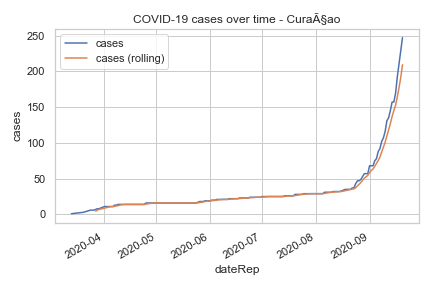 COVID-19 cases over time - CuraÃ§ao
cases
cases (rolling)
250
200
150
100
50
0
cases
2020-04
2020-05
2020-06
2020-07
2020-08
2020-09
dateRep